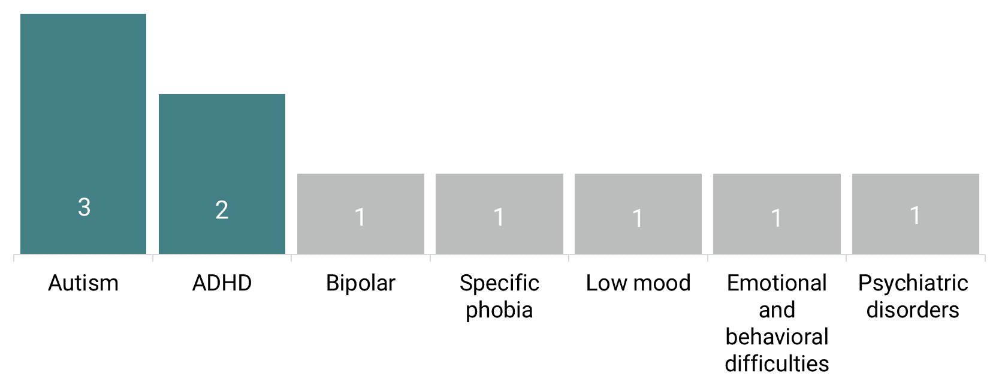 3
2
1
1
1
1
1
Autism
ADHD
Bipolar
Specific
phobia
Low mood
Emotional
and
behavioral
difficulties
Psychiatric
disorders